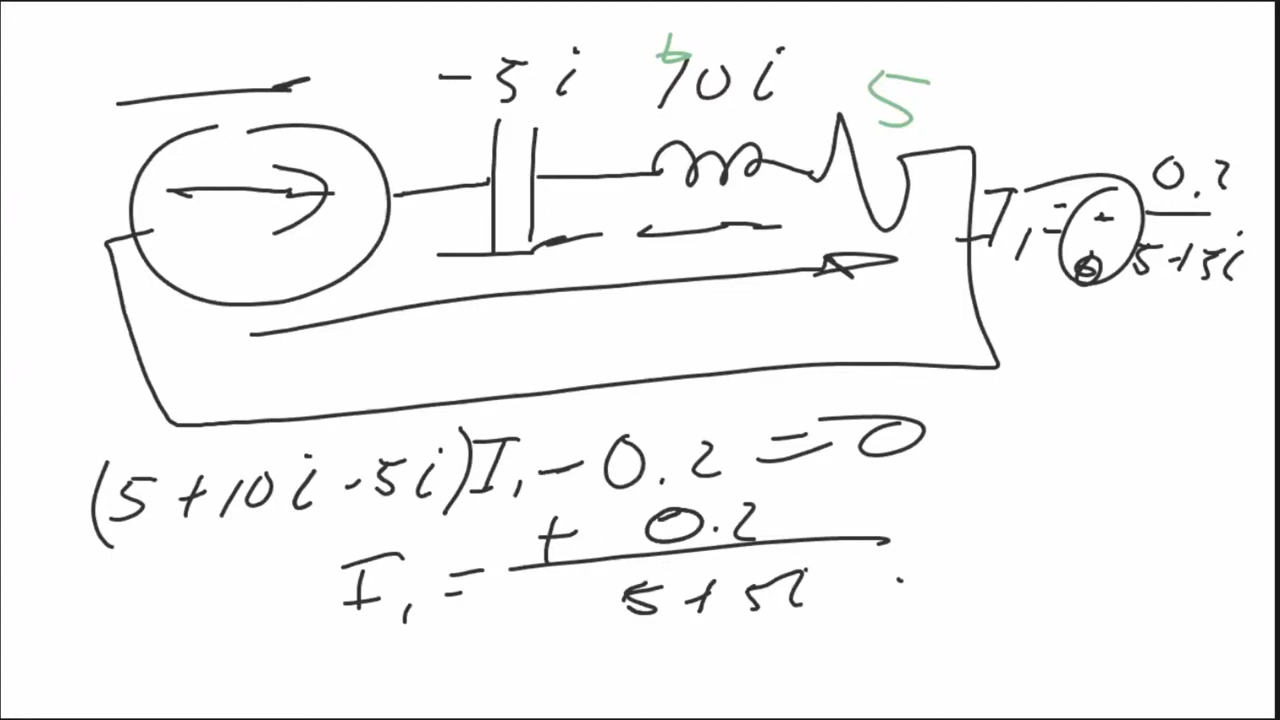 -5i 10i 5
I₁ = 0.2 / 5+5i
(5+10i-5i)I₁ - 0.2 = 0
I₁ = + 0.2 / 5+5i